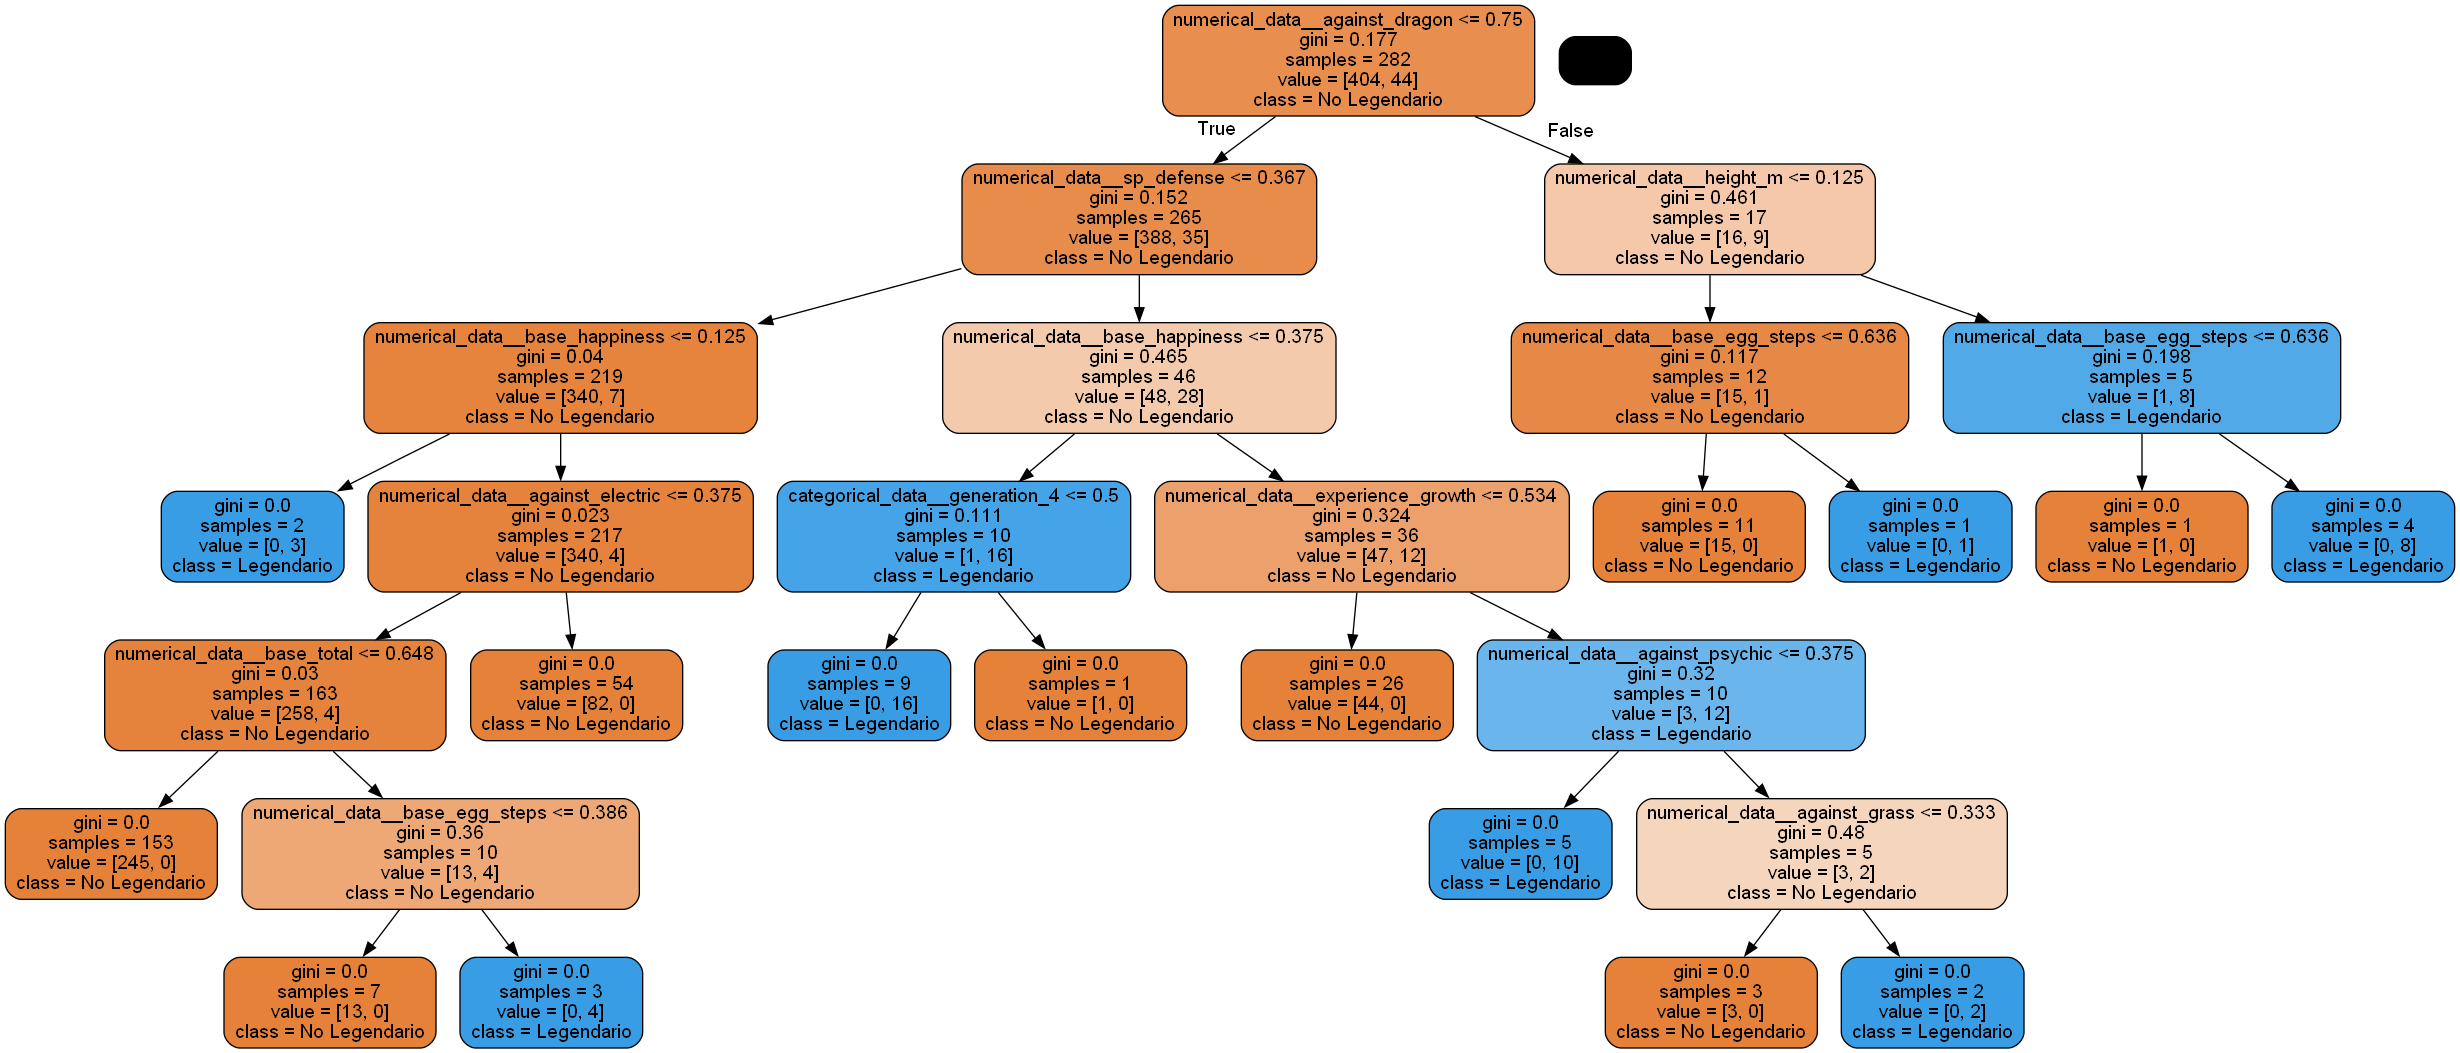 numerical_data__against_dragon <= 0.75
gini = 0.177
samples = 282
value = [404, 44]
class = No Legendario
True
False
numerical_data__sp_defense <= 0.367
gini = 0.152
samples = 265
value = [388, 35]
class = No Legendario
numerical_data__height_m <= 0.125
gini = 0.461
samples = 17
value = [16, 9]
class = No Legendario
numerical_data__base_happiness <= 0.125
gini = 0.04
samples = 219
value = [340, 7]
class = No Legendario
numerical_data__base_happiness <= 0.375
gini = 0.465
samples = 46
value = [48, 28]
class = No Legendario
numerical_data__base_egg_steps <= 0.636
gini = 0.117
samples = 12
value = [15, 1]
class = No Legendario
numerical_data__base_egg_steps <= 0.636
gini = 0.198
samples = 5
value = [1, 8]
class = Legendario
gini = 0.0
samples = 2
value = [0, 3]
class = Legendario
numerical_data__against_electric <= 0.375
gini = 0.023
samples = 217
value = [340, 4]
class = No Legendario
categorical_data__generation_4 <= 0.5
gini = 0.111
samples = 10
value = [1, 16]
class = Legendario
numerical_data__experience_growth <= 0.534
gini = 0.324
samples = 36
value = [47, 12]
class = No Legendario
gini = 0.0
samples = 11
value = [15, 0]
class = No Legendario
gini = 0.0
samples = 1
value = [0, 1]
class = Legendario
gini = 0.0
samples = 1
value = [1, 0]
class = No Legendario
gini = 0.0
samples = 4
value = [0, 8]
class = Legendario
numerical_data__base_total <= 0.648
gini = 0.03
samples = 163
value = [258, 4]
class = No Legendario
gini = 0.0
samples = 54
value = [82, 0]
class = No Legendario
gini = 0.0
samples = 9
value = [0, 16]
class = Legendario
gini = 0.0
samples = 1
value = [1, 0]
class = No Legendario
gini = 0.0
samples = 26
value = [44, 0]
class = No Legendario
numerical_data__against_psychic <= 0.375
gini = 0.32
samples = 10
value = [3, 12]
class = Legendario
gini = 0.0
samples = 153
value = [245, 0]
class = No Legendario
numerical_data__base_egg_steps <= 0.386
gini = 0.36
samples = 10
value = [13, 4]
class = No Legendario
gini = 0.0
samples = 5
value = [0, 10]
class = Legendario
numerical_data__against_grass <= 0.333
gini = 0.48
samples = 5
value = [3, 2]
class = No Legendario
gini = 0.0
samples = 7
value = [13, 0]
class = No Legendario
gini = 0.0
samples = 3
value = [0, 4]
class = Legendario
gini = 0.0
samples = 3
value = [3, 0]
class = No Legendario
gini = 0.0
samples = 2
value = [0, 2]
class = Legendario